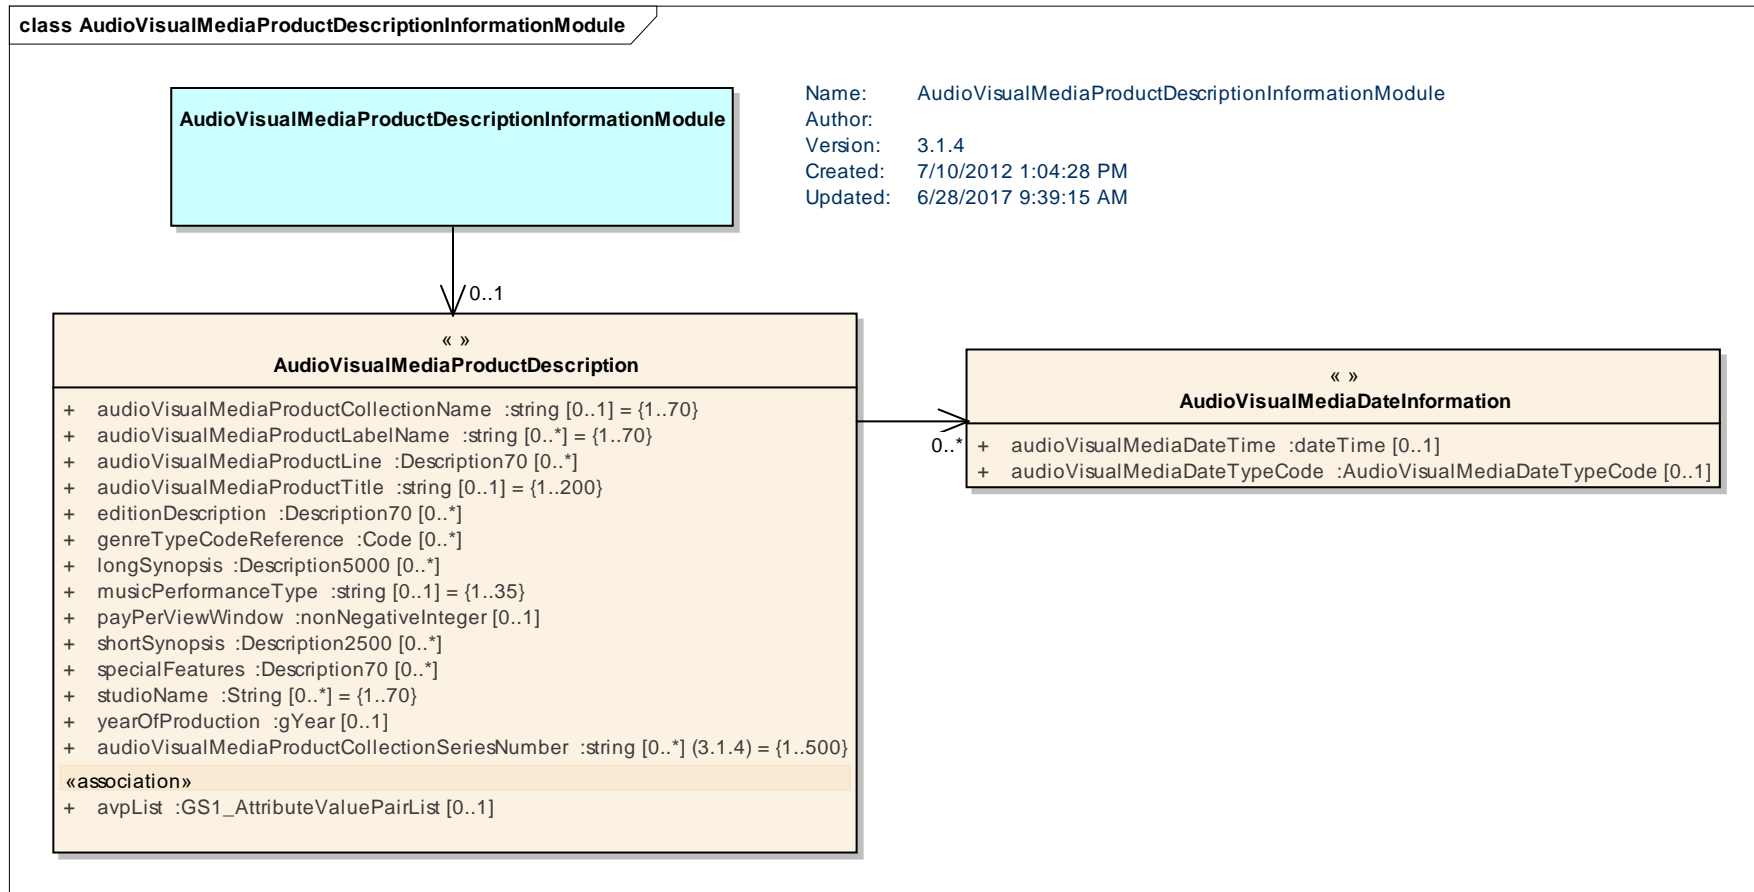 class AudioVisualMediaProductDescriptionInformationModule
AudioVisualMediaProductDescriptionInformationModule
Name: AudioVisualMediaProductDescriptionInformationModule
Author:
Version: 3.1.4
Created: 7/10/2012 1:04:28 PM
Updated: 6/28/2017 9:39:15 AM
0..1
« »
AudioVisualMediaProductDescription
+ audioVisualMediaProductCollectionName :string [0..1] = {1..70}
+ audioVisualMediaProductLabelName :string [0..*] = {1..70}
+ audioVisualMediaProductLine :Description70 [0..*]
+ audioVisualMediaProductTitle :string [0..1] = {1..200}
+ editionDescription :Description70 [0..*]
+ genreTypeCodeReference :Code [0..*]
+ longSynopsis :Description5000 [0..*]
+ musicPerformanceType :string [0..1] = {1..35}
+ payPerViewWindow :nonNegativeInteger [0..1]
+ shortSynopsis :Description2500 [0..*]
+ specialFeatures :Description70 [0..*]
+ studioName :String [0..*] = {1..70}
+ yearOfProduction :gYear [0..1]
+ audioVisualMediaProductCollectionSeriesNumber :string [0..*] (3.1.4) = {1..500}
«association»
+ avpList :GS1_AttributeValuePairList [0..1]
0..*
« »
AudioVisualMediaDateInformation
+ audioVisualMediaDateTime :dateTime [0..1]
+ audioVisualMediaDateTypeCode :AudioVisualMediaDateTypeCode [0..1]